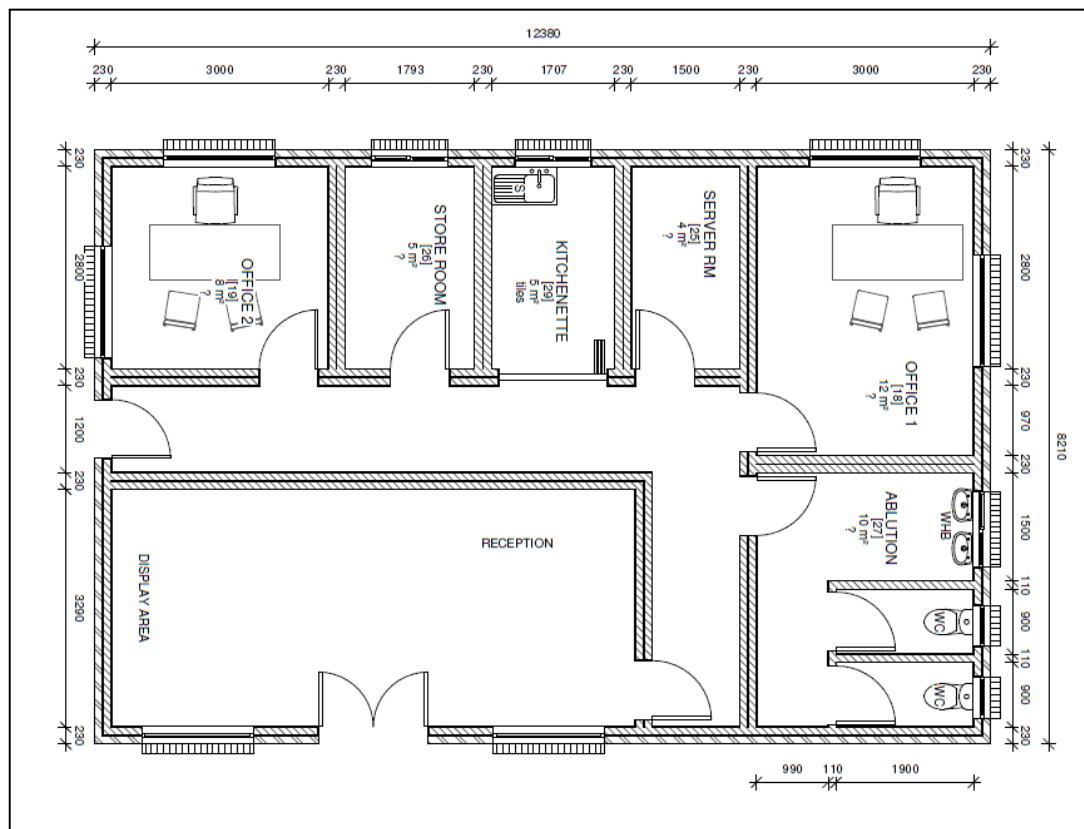 12380
230 3000 230 1793 230 1707 230 1500 230 3000 230
230
2800
230
1200
230
3290
230
OFFICE 2
[19]
8 m²
?
STORE ROOM
[26]
5 m²
?
S
KITCHENETTE
[29]
5 m²
tiles
SERVER RM
[25]
4 m²
?
OFFICE 1
[18]
12 m²
?
ABLUTION
[27]
10 m²
?
WHB
WC
WC
RECEPTION
DISPLAY AREA
230
2800
230
970
230
1500
110
900
110
900
230
8210
990 110 1900